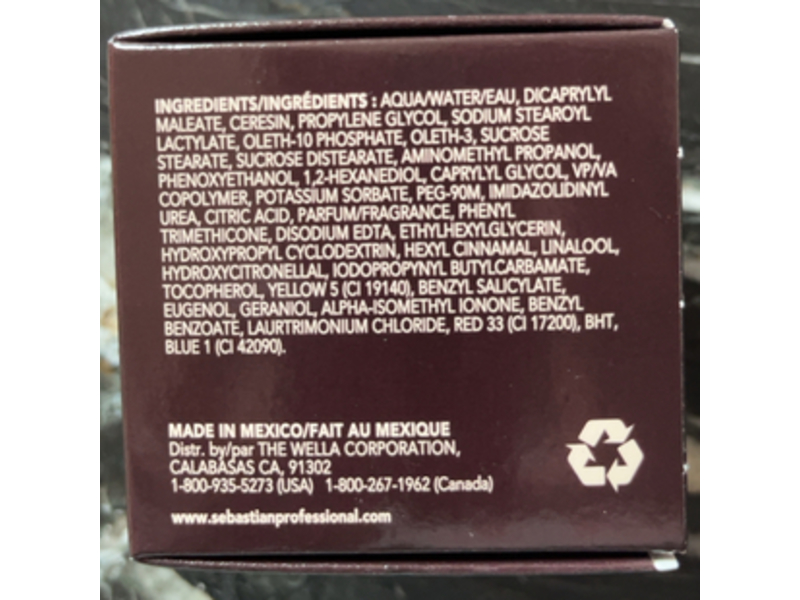 INGREDIENTS/INGRÉDIENTS : AQUA/WATER/EAU, DICAPRYLYL
MALEATE, CERESIN, PROPYLENE GLYCOL, SODIUM STEAROYL
LACTYLATE, OLETH-10 PHOSPHATE, OLETH-3, SUCROSE
STEARATE, SUCROSE DISTEARATE, AMINOMETHYL PROPANOL,
PHENOXYETHANOL, 1,2-HEXANEDIOL, CAPRYLYL GLYCOL, VP/VA
COPOLYMER, POTASSIUM SORBATE, PEG-90M, IMIDAZOLIDINYL
UREA, CITRIC ACID, PARFUM/FRAGRANCE, PHENYL
TRIMETHICONE, DISODIUM EDTA, ETHYLHEXYLGLYCERIN,
HYDROXYPROPYL CYCLODEXTRIN, HEXYL CINNAMAL, LINALOOL,
HYDROXYCITRONELLAL, IODOPROPYNYL BUTYLCARBAMATE,
TOCOPHEROL, YELLOW 5 (CI 19140), BENZYL SALICYLATE,
EUGENOL, GERANIOL, ALPHA-ISOMETHYL IONONE, BENZYL
BENZOATE, LAURTRIMONIUM CHLORIDE, RED 33 (CI 17200), BHT,
BLUE 1 (CI 42090).
MADE IN MEXICO/FAIT AU MEXIQUE
Distr. by/par THE WELLA CORPORATION,
CALABASAS CA, 91302
1-800-935-5273 (USA) 1-800-267-1962 (Canada)
www.sebastianprofessional.com